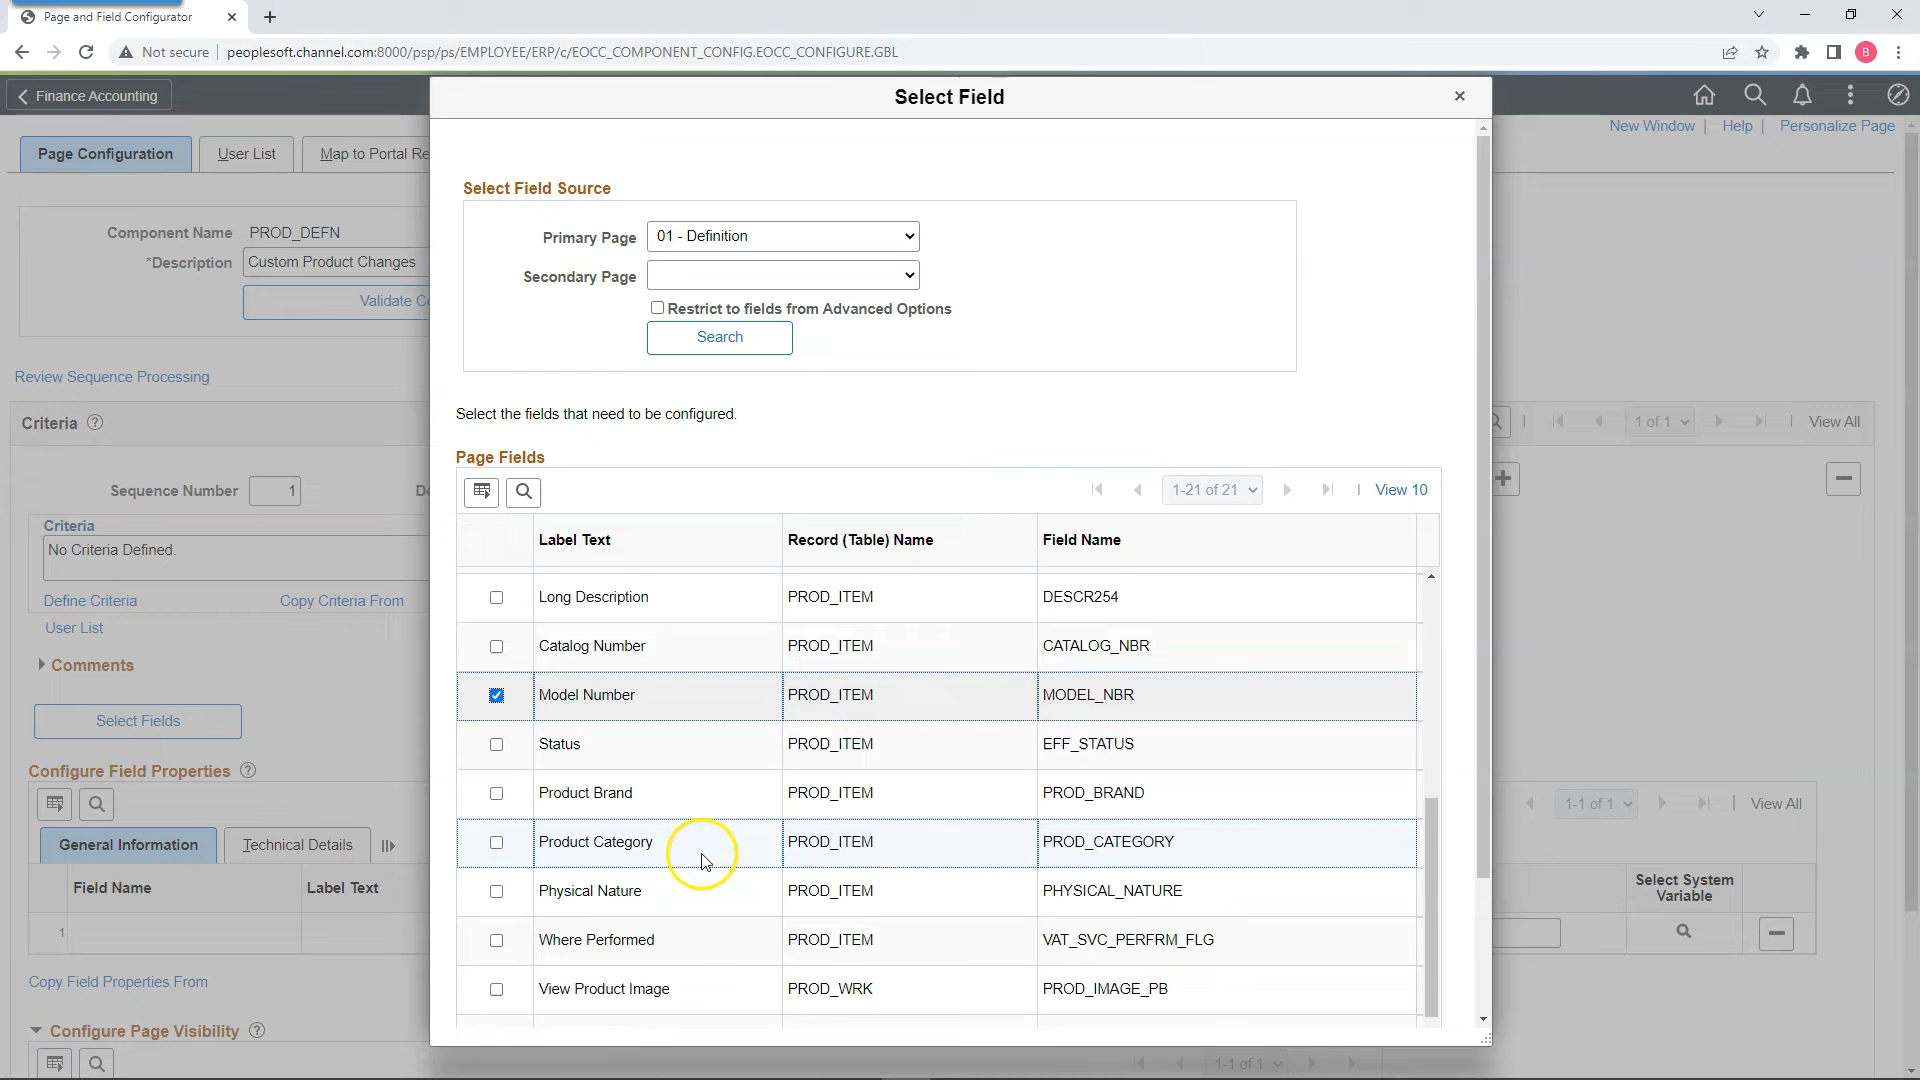 Page and Field Configurator
Not secure
peoplesoft.channel.com:8000/psp/ps/EMPLOYEE/ERP/c/EOCC_COMPONENT_CONFIG.EOCC_CONFIGURE.GBL
B
Finance Accounting
Select Field
New Window | Help | Personalize Page
Page Configuration
User List
Map to Portal Re
Component Name PROD_DEFN
*Description Custom Product Changes
Validate C
Review Sequence Processing
Criteria
1 of 1
View All
Sequence Number 1
Criteria
No Criteria Defined.
Define Criteria
Copy Criteria From
User List
Comments
Select Fields
Configure Field Properties
1-1 of 1
View All
General Information
Technical Details
Field Name
Label Text
Select System
Variable
1
Copy Field Properties From
Configure Page Visibility
1-1 of 1
Select Field Source
Primary Page 01 - Definition
Secondary Page
Restrict to fields from Advanced Options
Search
Select the fields that need to be configured.
Page Fields
1-21 of 21
View 10
Label Text Record (Table) Name Field Name
Long Description PROD_ITEM DESCR254
Catalog Number PROD_ITEM CATALOG_NBR
Model Number PROD_ITEM MODEL_NBR
Status PROD_ITEM EFF_STATUS
Product Brand PROD_ITEM PROD_BRAND
Product Category PROD_ITEM PROD_CATEGORY
Physical Nature PROD_ITEM PHYSICAL_NATURE
Where Performed PROD_ITEM VAT_SVC_PERFRM_FLG
View Product Image PROD_WRK PROD_IMAGE_PB